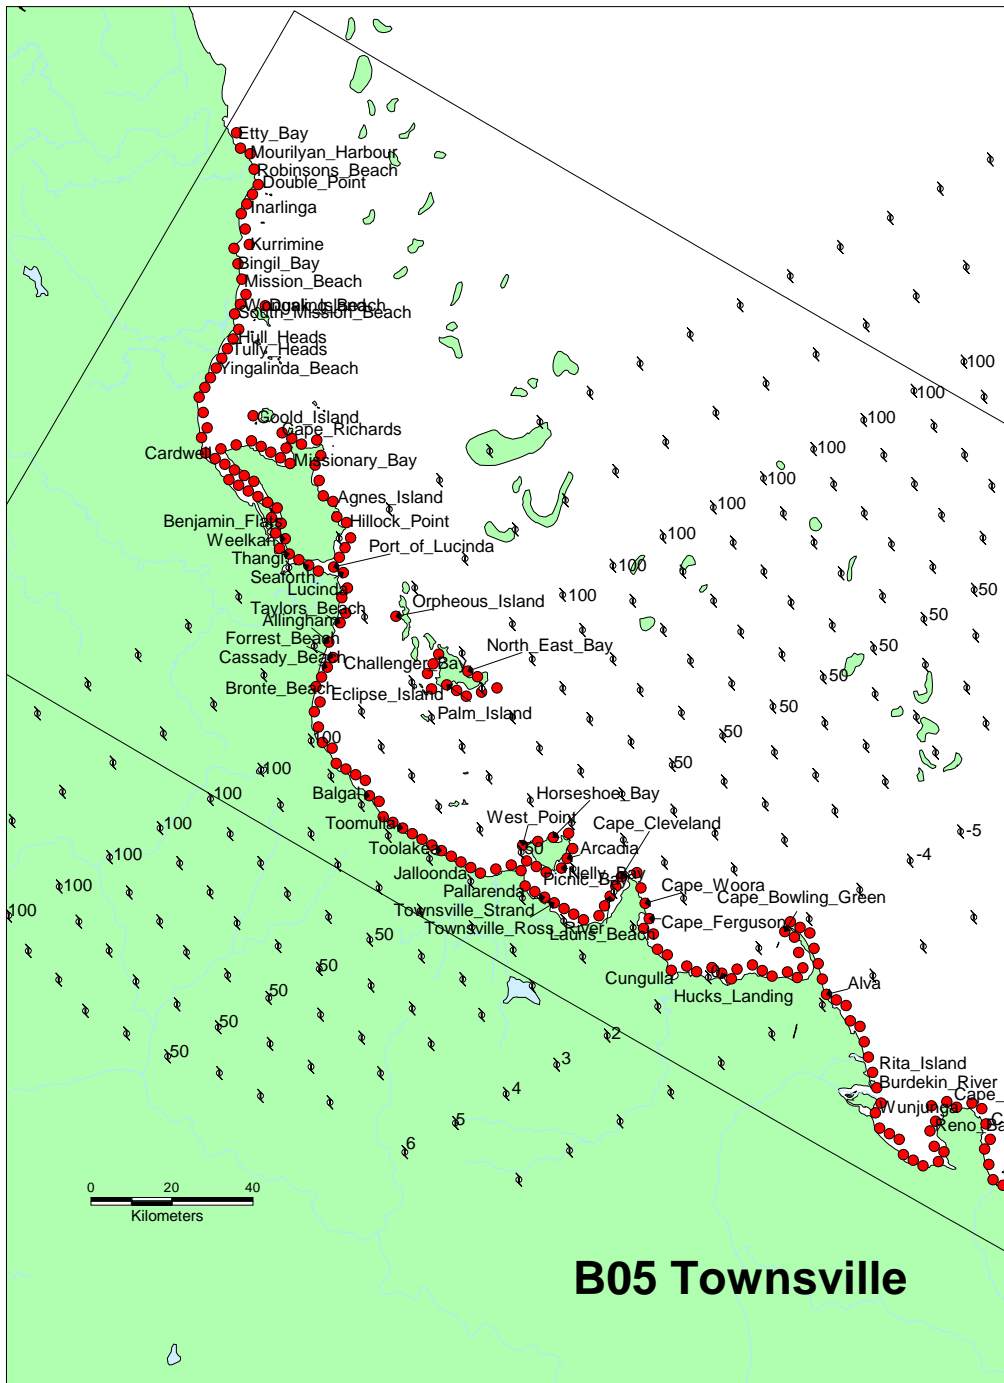 Etty_Bay
Mourilyan_Harbour
Robinsons_Beach
Double_Point
Inarlinga
Kurrimine
Bingil_Bay
Mission_Beach
Dunk_Island
South_Mission_Beach
Hull_Heads
Tully_Heads
Yingalinda_Beach
100
100
100
Goold_Island
Cape_Richards
100
Cardwell
Missionary_Bay
100
Agnes_Island
100
Benjamin_Flats
Hillock_Point
Weelkan
100
Thangi
Port_of_Lucinda
100
Seaforth
Lucinda
50
100
Taylors_Beach
Orpheous_Island
Allingham
50
Forrest_Beach
North_East_Bay
50
Cassady_Beach
Challenger_Bay
50
Bronte_Beach
Eclipse_Island
50
Palm_Island
50
100
50
100
Balgal
Horseshoe_Bay
100
West_Point
Cape_Cleveland
100
Toomulla
-5
100
Toolakea
50
Arcadia
-4
100
Jalloonda
Nelly_Bay
Picnic_Bay
100
Pallarenda
Cape_Woora
Cape_Bowling_Green
Townsville_Strand
Townsville_Ross_River
Cape_Ferguson
50
Launs_Beach
50
Cungulla
0
Hucks_Landing
Alva
50
50
2
50
3
Rita_Island
4
Burdekin_River
Cape_
Wunjunga
5
Reno_Ba
C
6
0 20 40
Kilometers
B05 Townsville